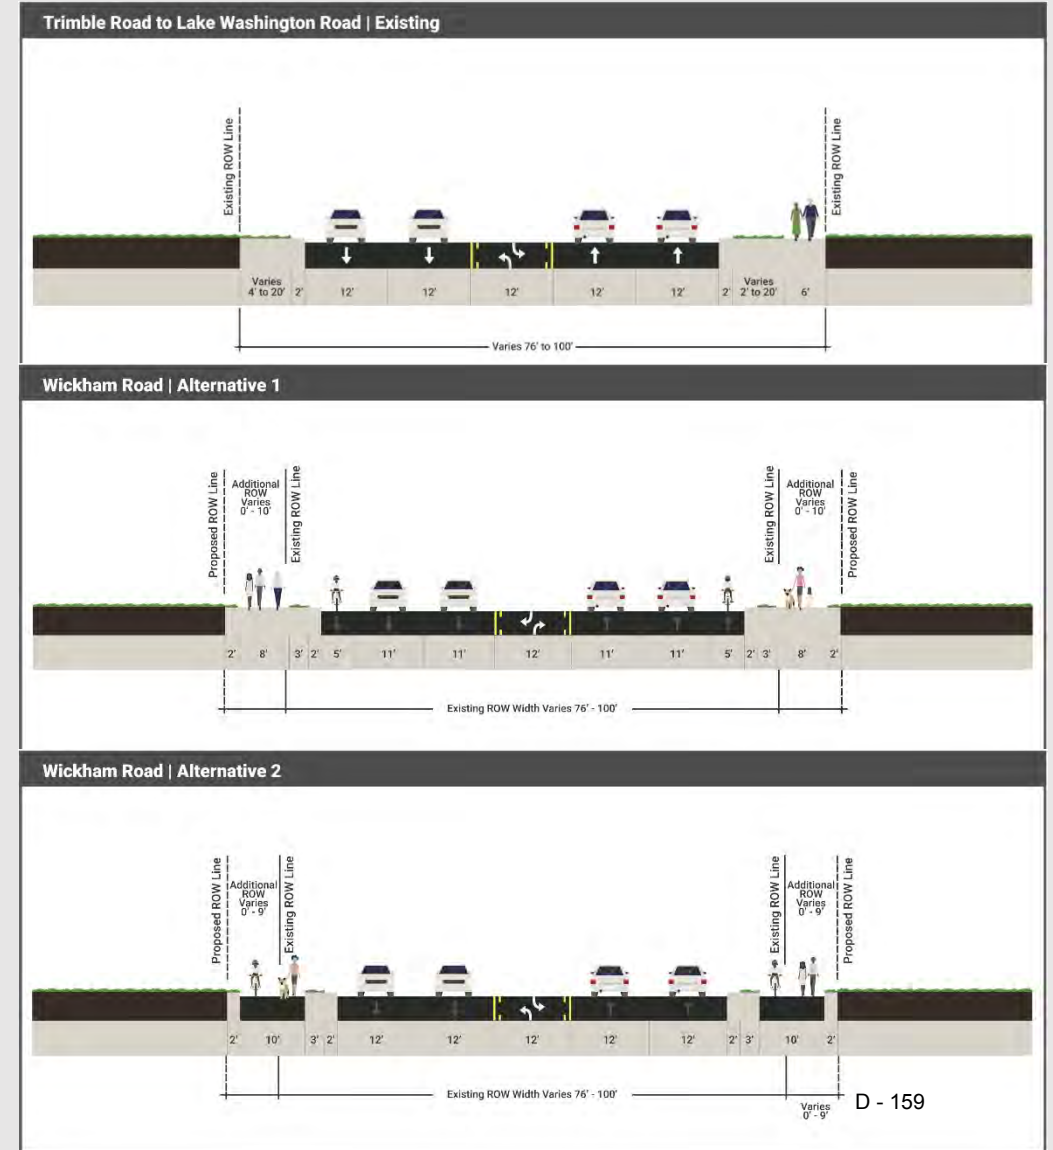 Trimble Road to Lake Washington Road | Existing
Existing ROW Line
Existing ROW Line
Varies
4' to 20'
2'
12'
12'
12'
12'
12'
2'
Varies
2' to 20'
6'
Varies 76' to 100'
Wickham Road | Alternative 1
Proposed ROW Line
Additional
ROW
Varies
0' - 10'
Existing ROW Line
Existing ROW Line
Additional
ROW
Varies
0' - 10'
Proposed ROW Line
2'
8'
3'
2'
5'
11'
11'
12'
11'
11'
5'
2'
3'
8'
2'
Existing ROW Width Varies 76' - 100'
Wickham Road | Alternative 2
Proposed ROW Line
Additional
ROW
Varies
0' - 9'
Existing ROW Line
Existing ROW Line
Additional
ROW
Varies
0' - 9'
Proposed ROW Line
2'
10'
3'
2'
12'
12'
12'
12'
12'
2'
3'
10'
2'
Existing ROW Width Varies 76' - 100'
Varies
0' - 9'
D - 159